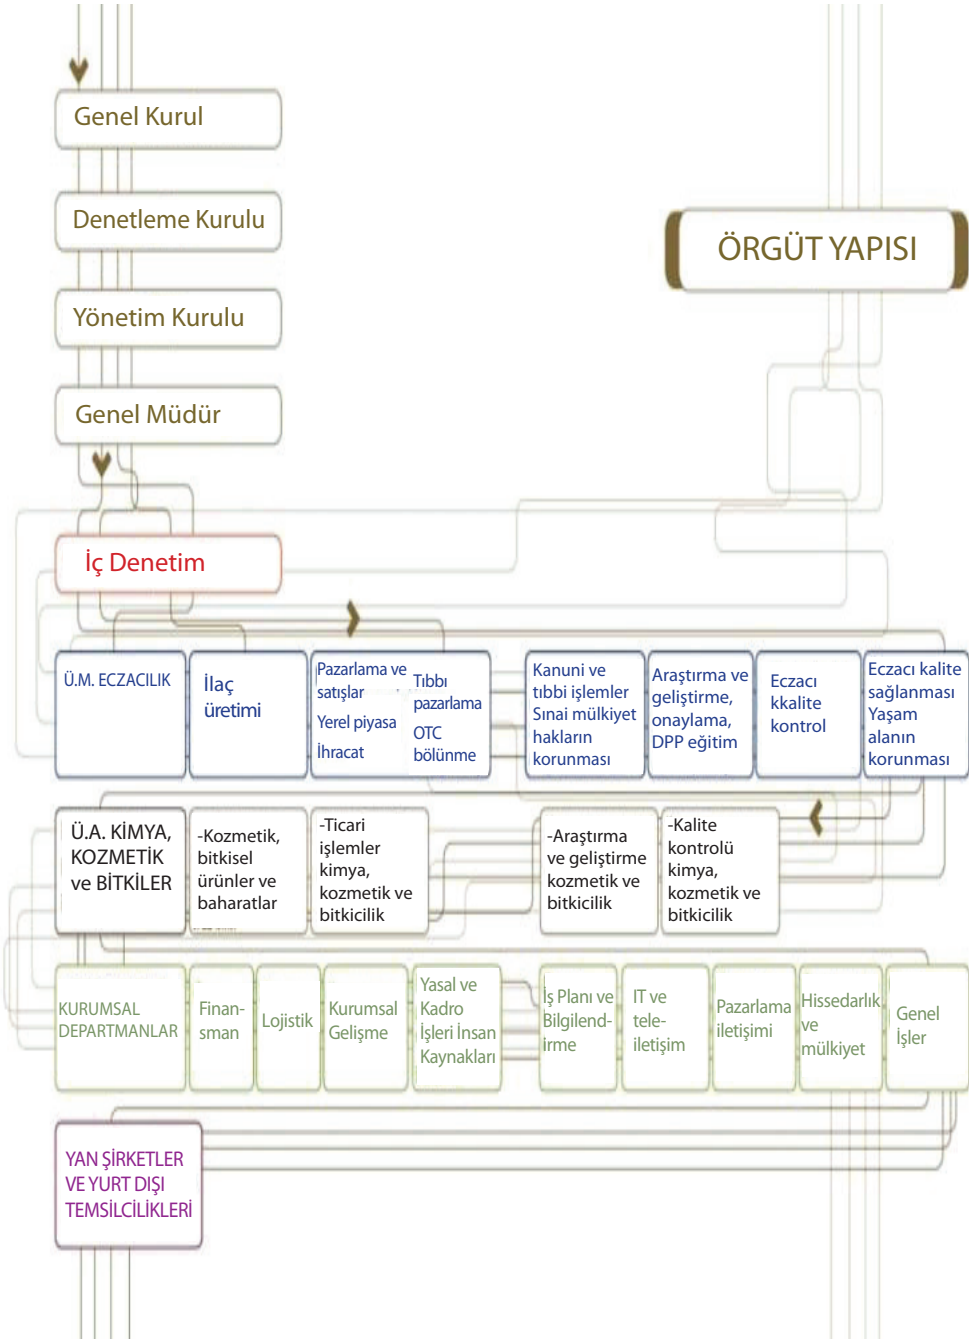 Genel Kurul
Denetleme Kurulu
ÖRGÜT YAPISI
Yönetim Kurulu
Genel Müdür
İç Denetim
Ü.M. ECZACILIK
İlaç
üretimi
Pazarlama ve
satışlar
Yerel piyasa
İhracat
Tıbbı
pazarlama
OTC
bölünme
Kanuni ve
tıbbi işlemler
Sınai mülkiyet
hakların
korunması
Araştırma ve
geliştirme,
onaylama,
DPP eğitim
Eczacı
kkalite
kontrol
Eczacı kalite
sağlanması
Yaşam
alanın
korunması
Ü.A. KİMYA,
KOZMETİK
ve BİTKİLER
-Kozmetik,
bitkisel
ürünler ve
baharatlar
-Ticari
işlemler
kimya,
kozmetik ve
bitkicilik
-Araştırma
ve geliştirme
kozmetik ve
bitkicilik
-Kalite
kontrolü
kimya,
kozmetik ve
bitkicilik
KURUMSAL
DEPARTMANLAR
Finan-
sman
Lojistik
Kurumsal
Gelişme
Yasal ve
Kadro
İşleri İnsan
Kaynakları
İş Planı ve
Bilgilend-
irme
IT ve
tele-
iletişim
Pazarlama
iletişimi
Hissedarlık
ve
mülkiyet
Genel
İşler
YAN ŞİRKETLER
VE YURT DIŞI
TEMSİLCİLİKLERİ